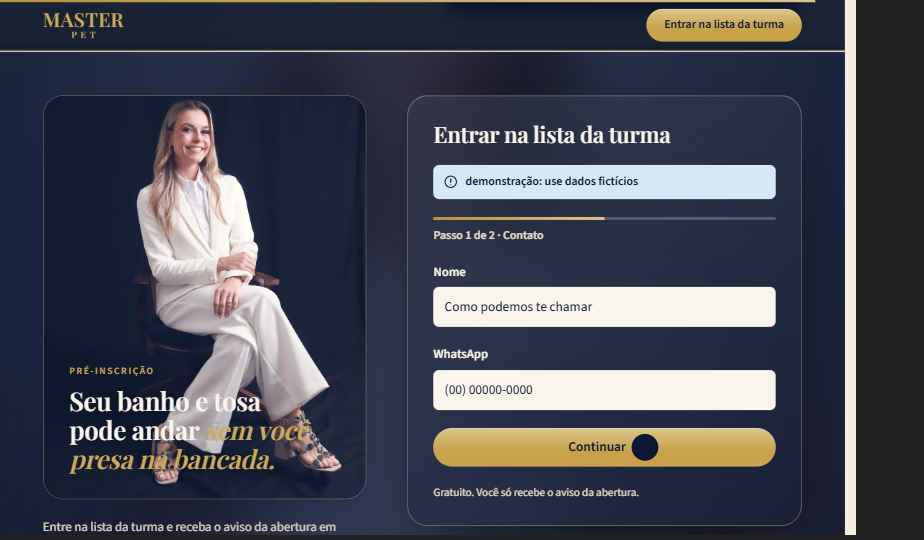 MASTER
PET
Entrar na lista da turma
PRÉ-INSCRIÇÃO
Seu banho e tosa
pode andar sem você
presa na bancada.
Entre na lista da turma e receba o aviso da abertura em
Entrar na lista da turma
demonstração: use dados fictícios
Passo 1 de 2 · Contato
Nome
Como podemos te chamar
WhatsApp
(00) 00000-0000
Continuar
Gratuito. Você só recebe o aviso da abertura.